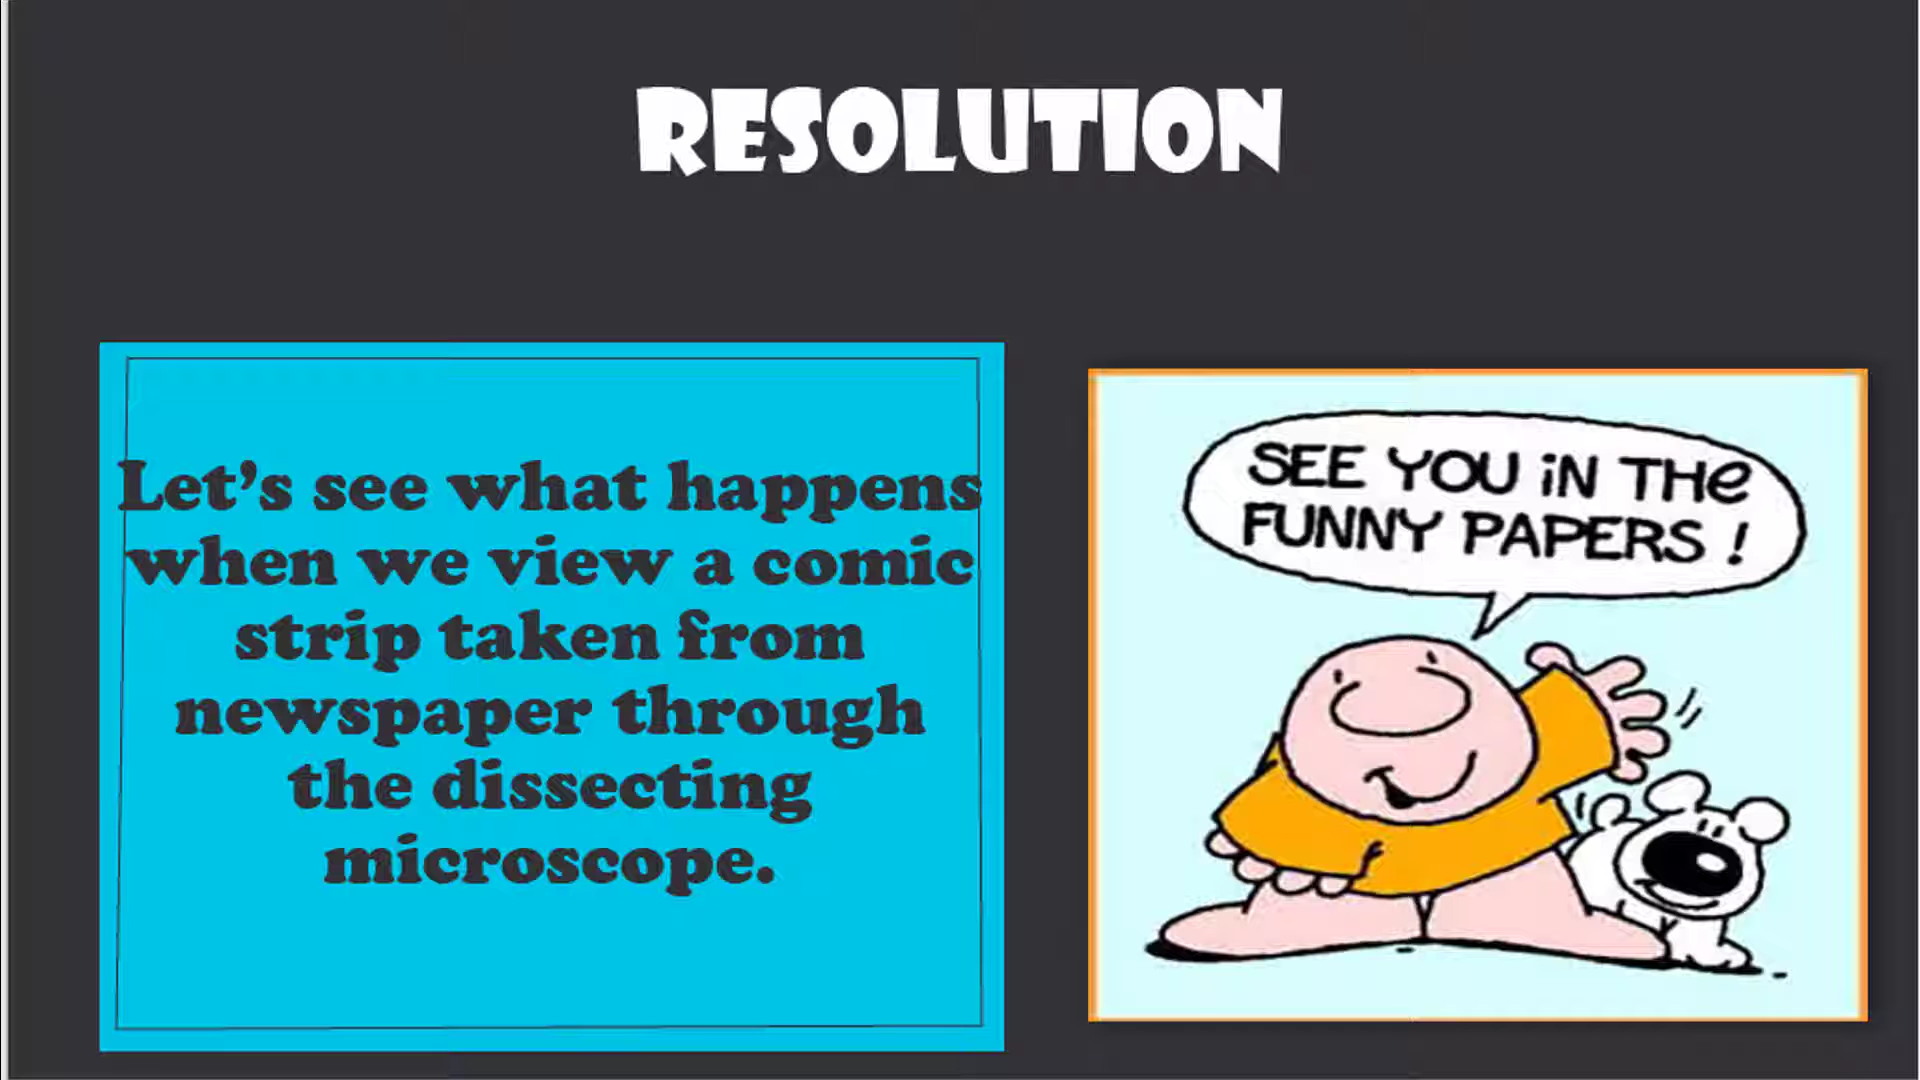 RESOLUTION
Let's see what happens
when we view a comic
strip taken from
newspaper through
the dissecting
microscope.
SEE YOU iN THe
FUNNY PAPERS !